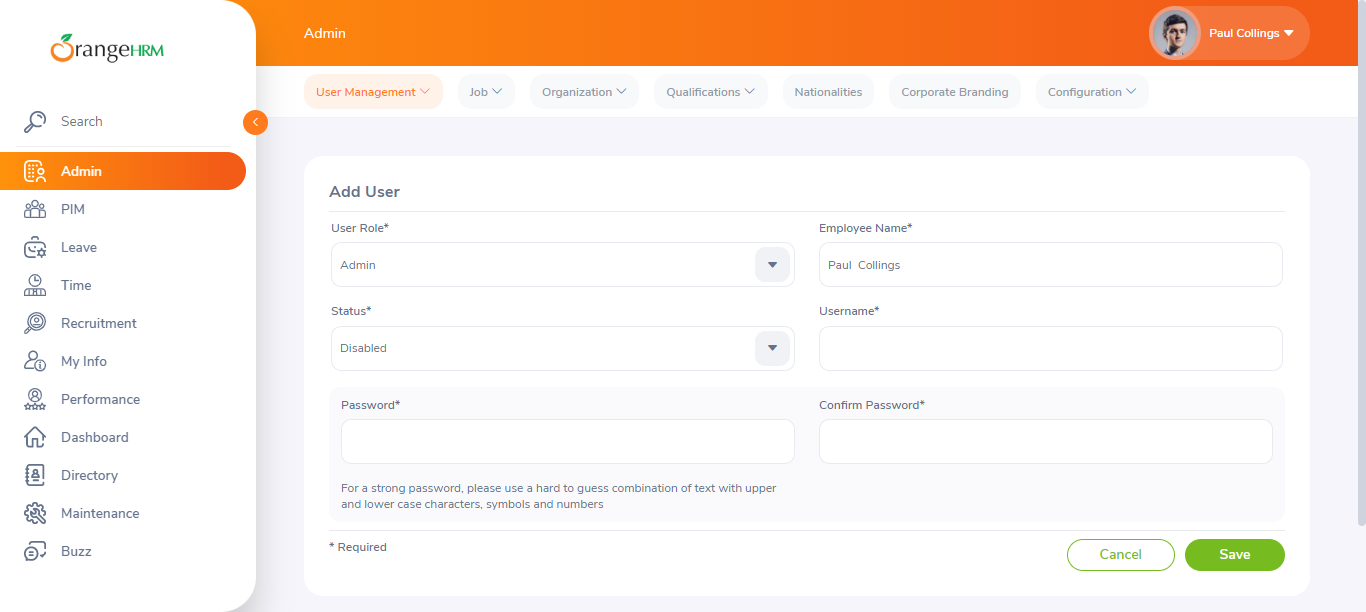 OrangeHRM
Search
Admin
PIM
Leave
Time
Recruitment
My Info
Performance
Dashboard
Directory
Maintenance
Buzz
Admin
Paul Collings
User Management
Job
Organization
Qualifications
Nationalities
Corporate Branding
Configuration
Add User
User Role*
Admin
Employee Name*
Paul  Collings
Status*
Disabled
Username*
Password*
Confirm Password*
For a strong password, please use a hard to guess combination of text with upper
and lower case characters, symbols and numbers
* Required
Cancel
Save